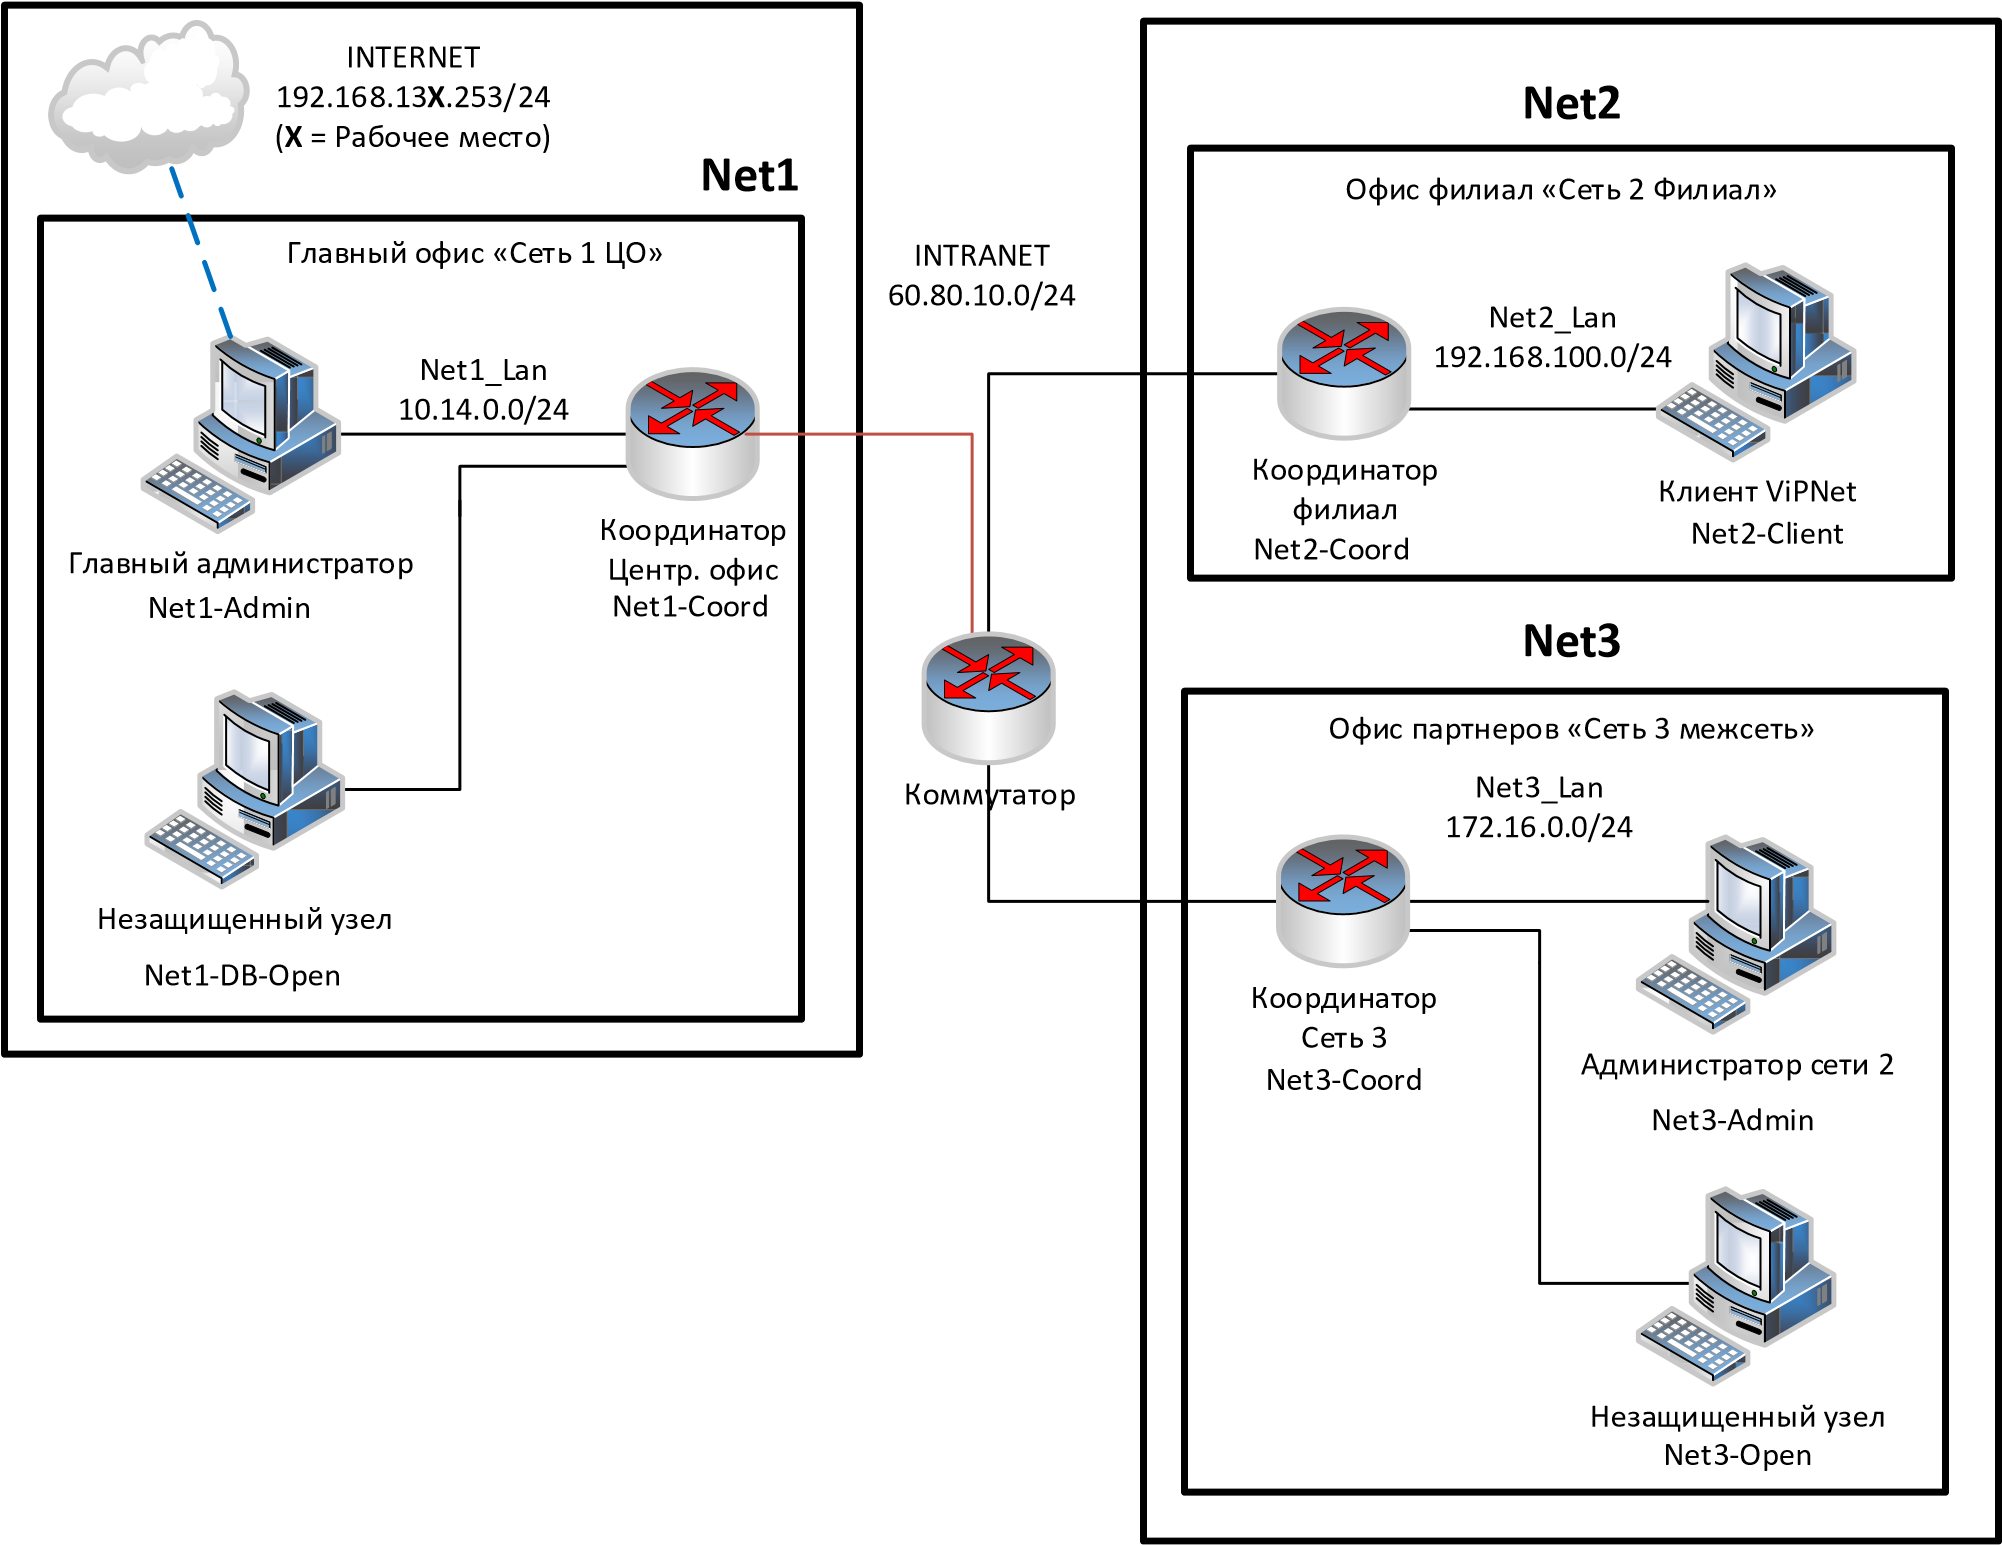 INTERNET
192.168.13X.253/24
(X = Рабочее место)
Net1
Главный офис «Сеть 1 ЦО»
Net1_Lan
10.14.0.0/24
Главный администратор
Net1-Admin
Координатор
Центр. офис
Net1-Coord
Незащищенный узел
Net1-DB-Open
INTRANET
60.80.10.0/24
Коммутатор
Net2
Офис филиал «Сеть 2 Филиал»
Net2_Lan
192.168.100.0/24
Координатор
филиал
Net2-Coord
Клиент ViPNet
Net2-Client
Net3
Офис партнеров «Сеть 3 межсеть»
Net3_Lan
172.16.0.0/24
Координатор
Сеть 3
Net3-Coord
Администратор сети 2
Net3-Admin
Незащищенный узел
Net3-Open